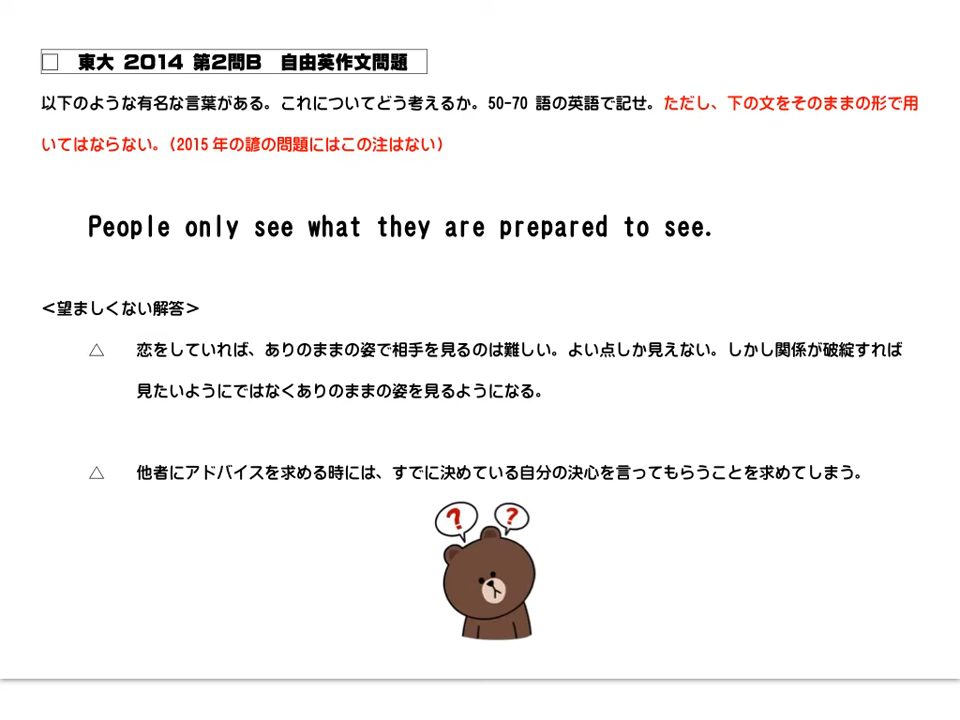 □ 東大 2014 第2問B 自由英作文問題
以下のような有名な言葉がある。これについてどう考えるか。50-70 語の英語で記せ。ただし、下の文をそのままの形で用
いてはならない。(2015 年の諺の問題にはこの注はない)
People only see what they are prepared to see.
＜望ましくない解答＞
△ 恋をしていれば、ありのままの姿で相手を見るのは難しい。よい点しか見えない。しかし関係が破綻すれば
見たいようにではなくありのままの姿を見るようになる。
△ 他者にアドバイスを求める時には、すでに決めている自分の決心を言ってもらうことを求めてしまう。
? ?